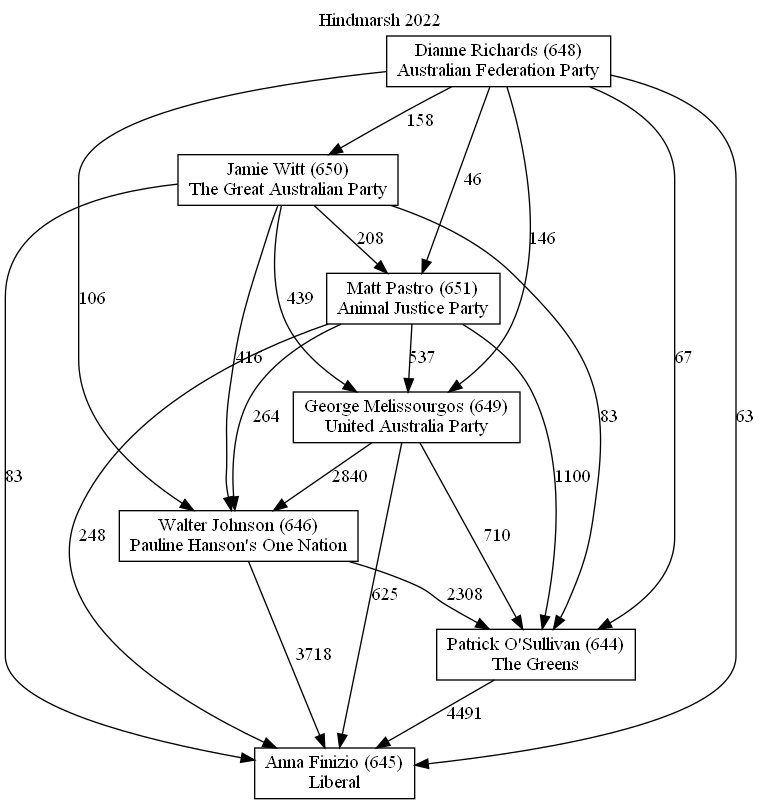 Hindmarsh 2022
Dianne Richards (648)
Australian Federation Party
158
Jamie Witt (650)
The Great Australian Party
46
208
146
Matt Pastro (651)
Animal Justice Party
106
439
416
537
67
264
George Melissourgos (649)
United Australia Party
83
63
83
2840
1100
Walter Johnson (646)
Pauline Hanson's One Nation
248
710
625
2308
Patrick O'Sullivan (644)
The Greens
3718
4491
Anna Finizio (645)
Liberal